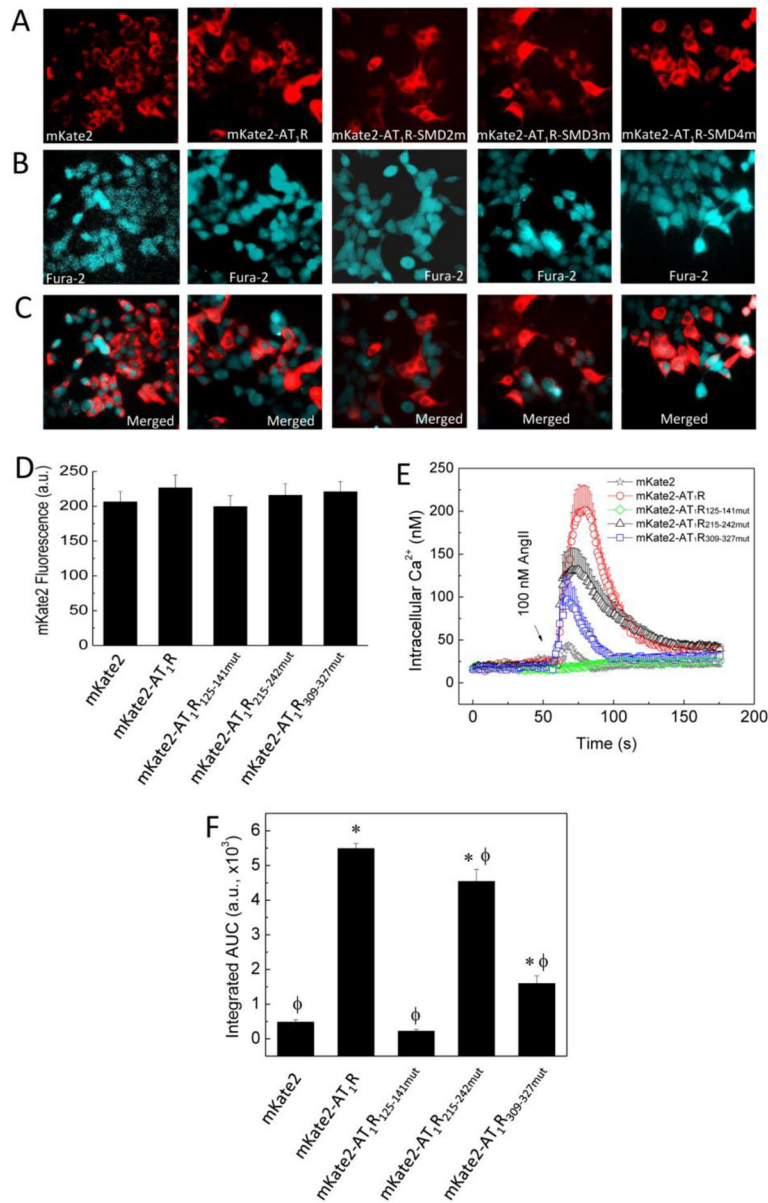 A
mKate2
mKate2-AT₁R
mKate2-AT₁R-SMD2m
mKate2-AT₁R-SMD3m
mKate2-AT₁R-SMD4m
B
Fura-2
Fura-2
Fura-2
Fura-2
Fura-2
C
Merged
Merged
Merged
Merged
Merged
D
mKate2 Fluorescence (a.u.)
250
200
150
100
50
0
mKate2
mKate2-AT₁R
mKate2-AT₁R₁₂₅₋₁₄₁mut
mKate2-AT₁R₂₁₅₋₂₄₂mut
mKate2-AT₁R₃₀₉₋₃₂₇mut
E
Intracellular Ca²⁺ (nM)
250
200
150
100
50
0
100 nM AngII
mKate2
mKate2-AT₁R
mKate2-AT₁R₁₂₅₋₁₄₁mut
mKate2-AT₁R₂₁₅₋₂₄₂mut
mKate2-AT₁R₃₀₉₋₃₂₇mut
0 50 100 150 200
Time (s)
F
Integrated AUC (a.u., x10³)
6
5
4
3
2
1
0
ϕ
*
ϕ
* ϕ
* ϕ
mKate2
mKate2-AT₁R
mKate2-AT₁R₁₂₅₋₁₄₁mut
mKate2-AT₁R₂₁₅₋₂₄₂mut
mKate2-AT₁R₃₀₉₋₃₂₇mut